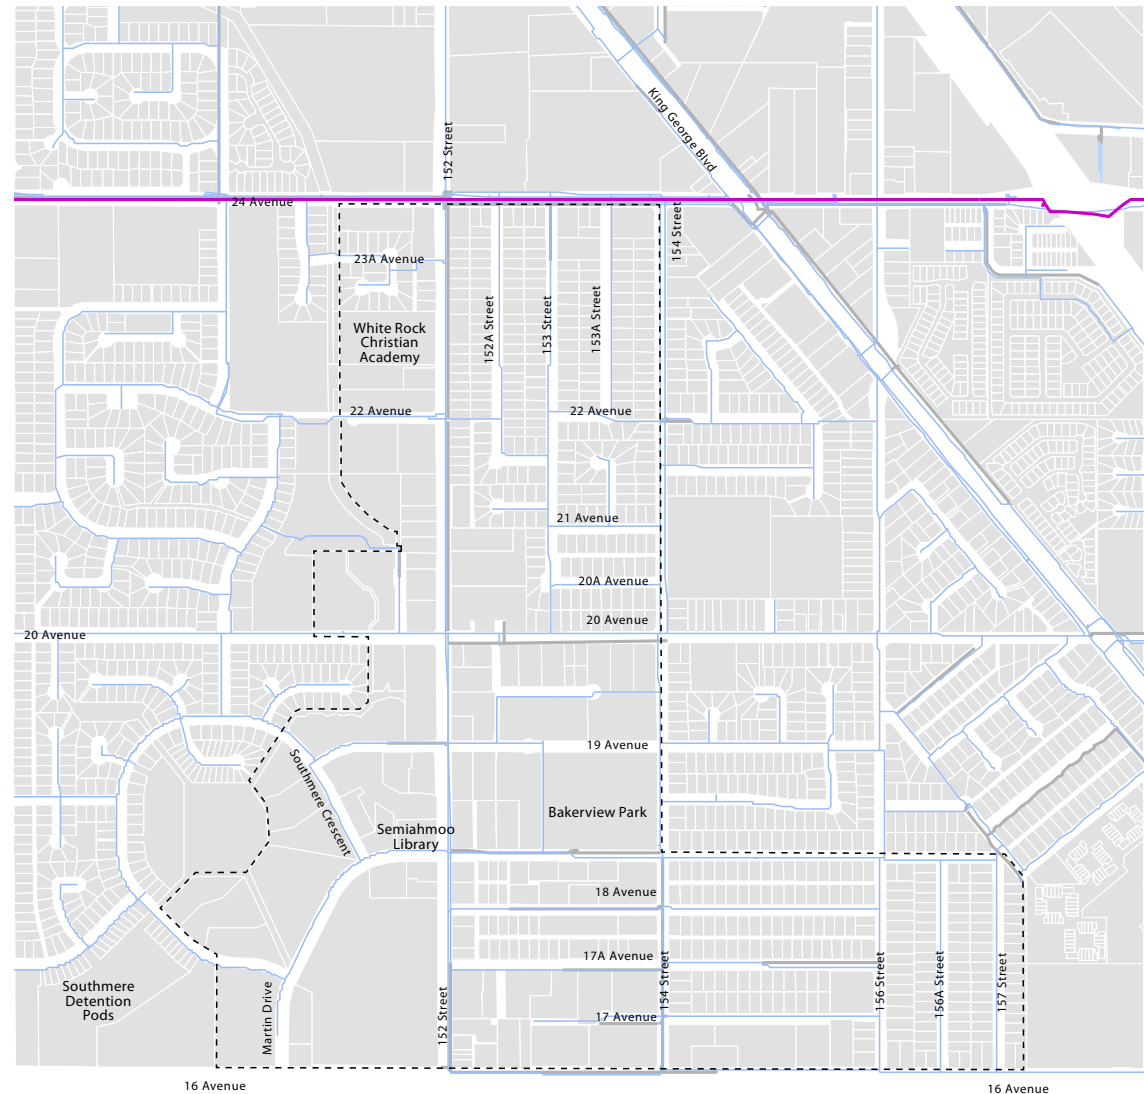 King George Blvd
152 Street
24 Avenue
154 Street
23A Avenue
152A Street
153 Street
153A Street
White Rock
Christian
Academy
22 Avenue
22 Avenue
21 Avenue
20A Avenue
20 Avenue
20 Avenue
19 Avenue
Southmere Crescent
Bakerview Park
Semiahmoo
Library
18 Avenue
17A Avenue
154 Street
156 Street
156A Street
157 Street
Southmere
Detention
Pods
Martin Drive
152 Street
17 Avenue
16 Avenue
16 Avenue